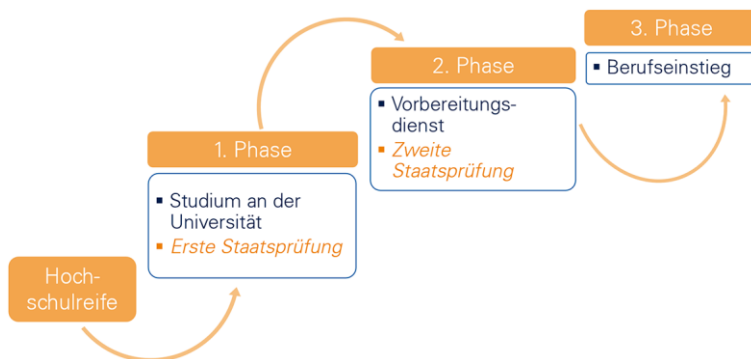 Hoch-
schulreife
1. Phase
▪ Studium an der
Universität
▪ Erste Staatsprüfung
2. Phase
▪ Vorbereitungs-
dienst
▪ Zweite
Staatsprüfung
3. Phase
▪ Berufseinstieg